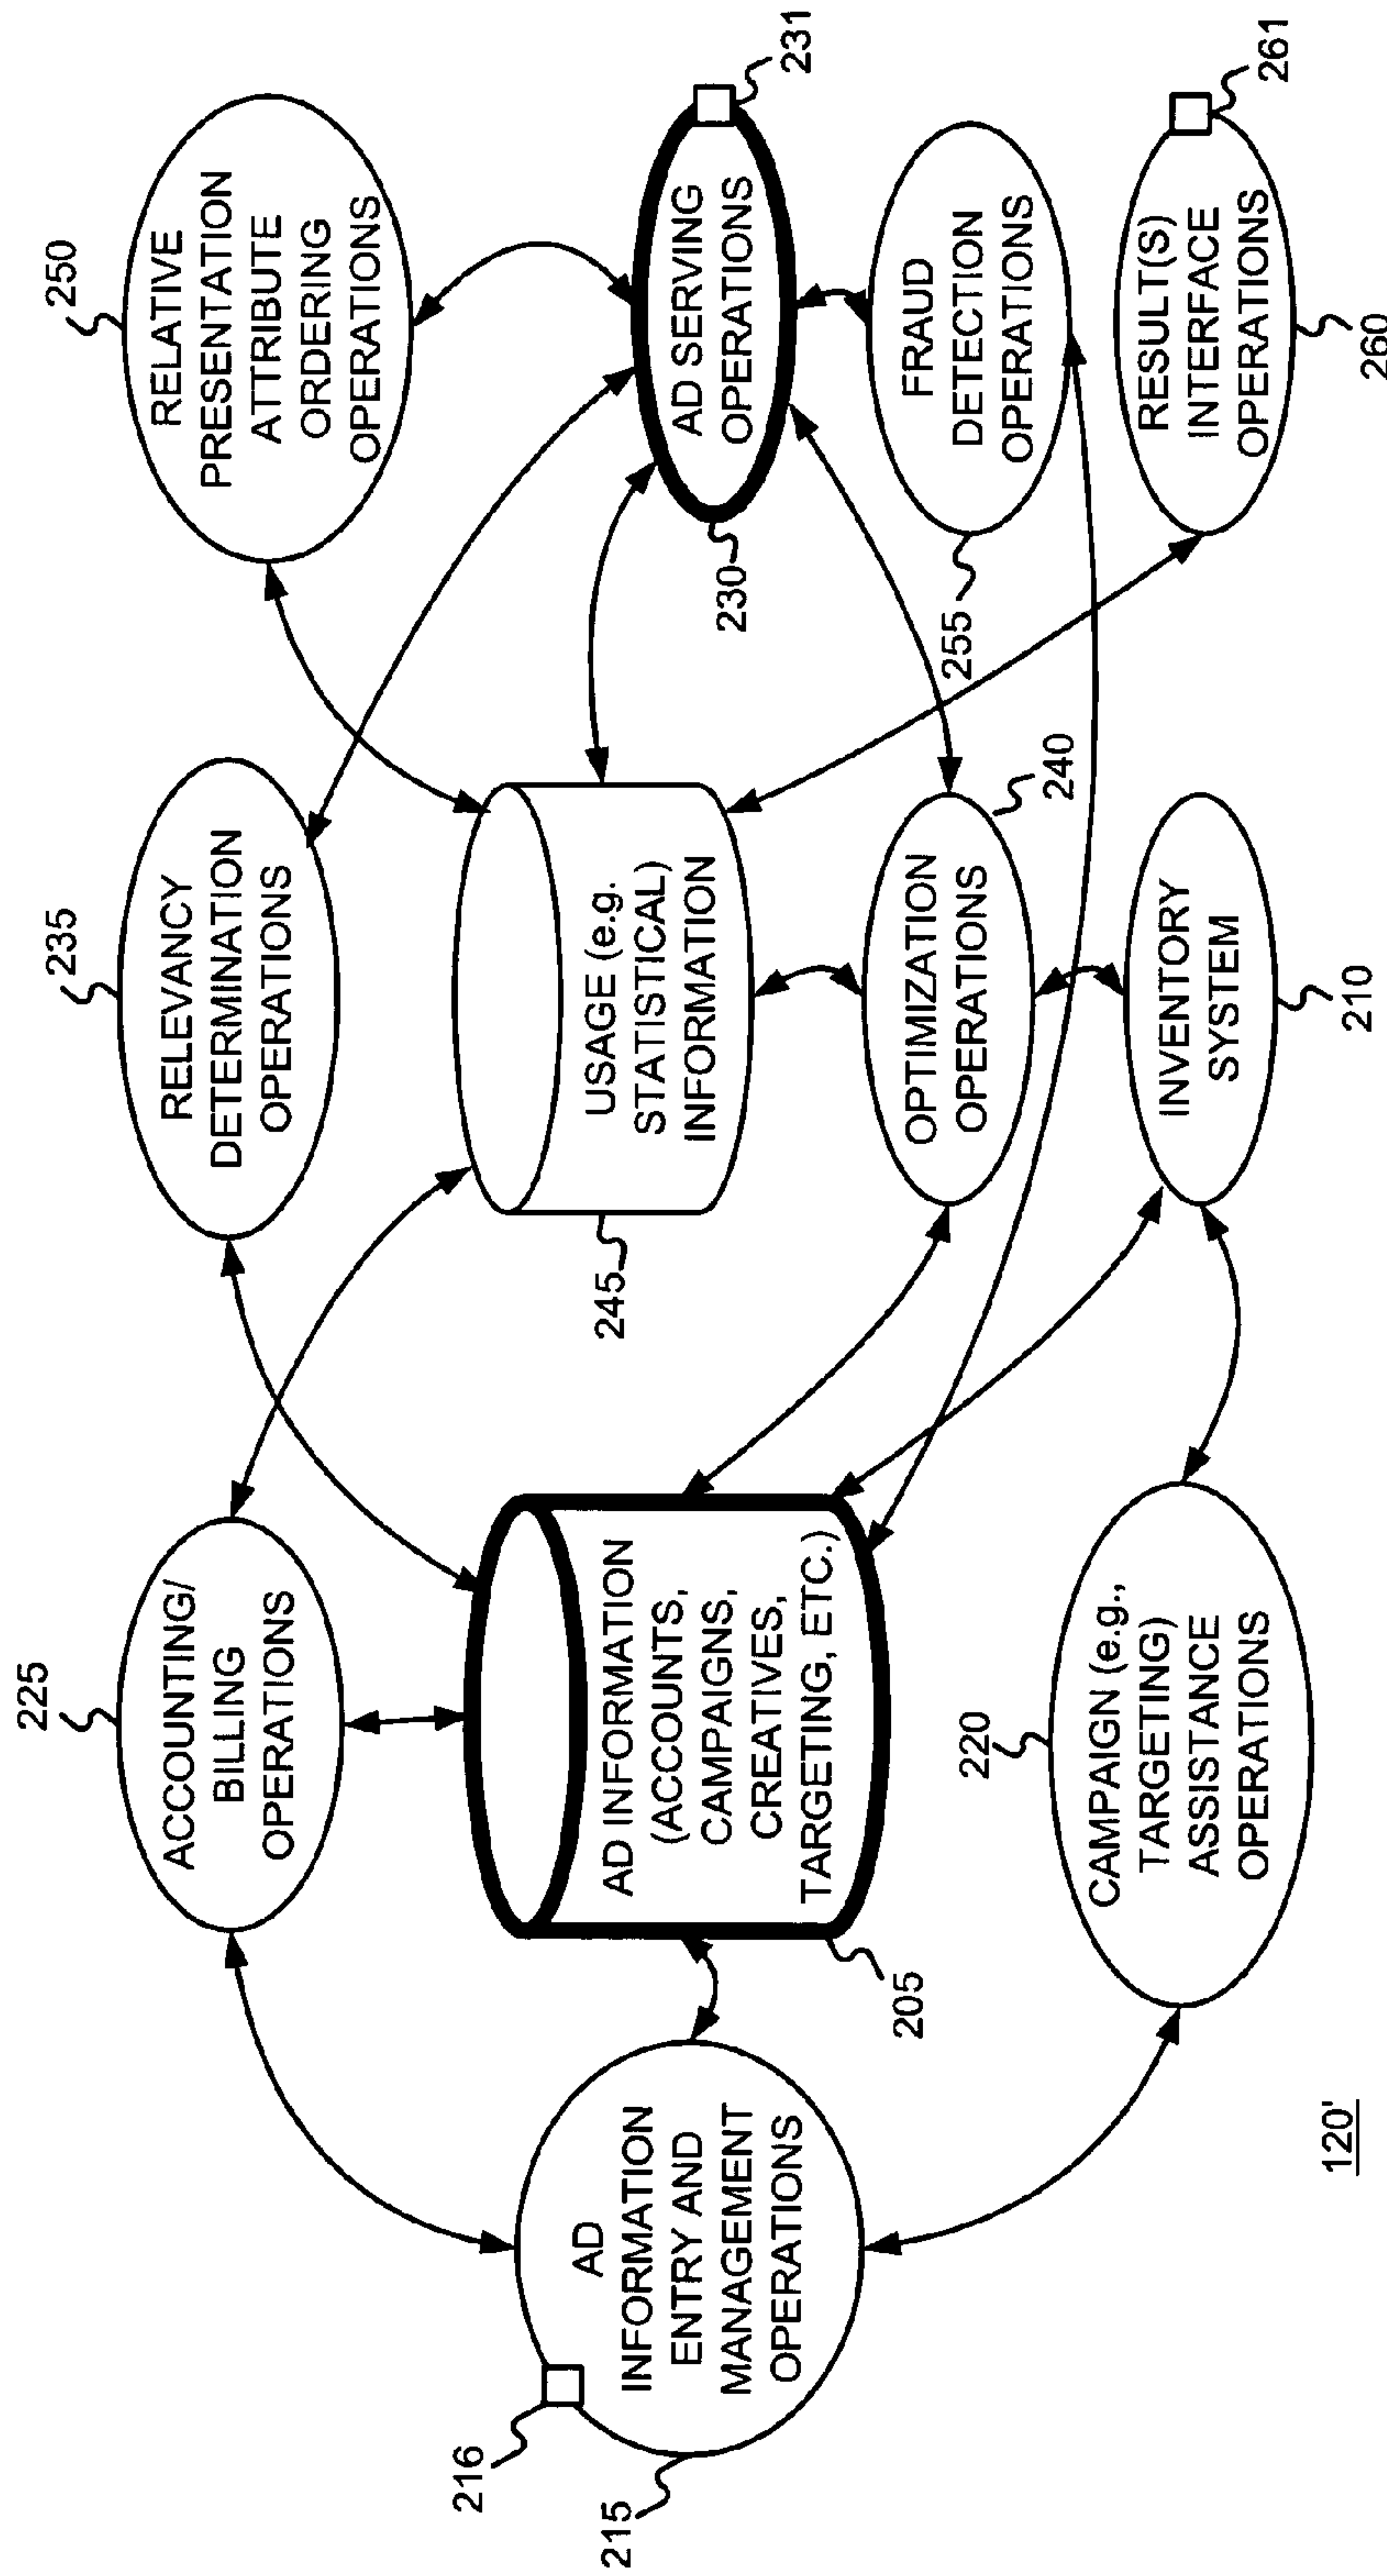 225
ACCOUNTING/
BILLING
OPERATIONS
235
RELEVANCY
DETERMINATION
OPERATIONS
250
RELATIVE
PRESENTATION
ATTRIBUTE
ORDERING
OPERATIONS
216
215
AD
INFORMATION
ENTRY AND
MANAGEMENT
OPERATIONS
AD INFORMATION
(ACCOUNTS,
CAMPAIGNS,
CREATIVES,
TARGETING, ETC.)
205
USAGE (e.g.
STATISTICAL)
INFORMATION
245
AD SERVING
OPERATIONS
230
231
OPTIMIZATION
OPERATIONS
240
FRAUD
DETECTION
OPERATIONS
255
220
CAMPAIGN (e.g.,
TARGETING)
ASSISTANCE
OPERATIONS
INVENTORY
SYSTEM
210
RESULT(S)
INTERFACE
OPERATIONS
261
260
120'